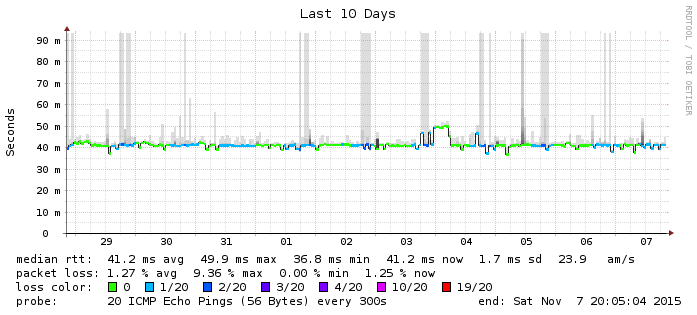 Last 10 Days
RRDTOOL / TOBI OETIKER
Seconds
90 m
80 m
70 m
60 m
50 m
40 m
30 m
20 m
10 m
0
29 30 31 01 02 03 04 05 06 07
median rtt: 41.2 ms avg 49.9 ms max 36.8 ms min 41.2 ms now 1.7 ms sd 23.9 am/s
packet loss: 1.27 % avg 9.36 % max 0.00 % min 1.25 % now
loss color: 0 1/20 2/20 3/20 4/20 10/20 19/20
probe: 20 ICMP Echo Pings (56 Bytes) every 300s end: Sat Nov 7 20:05:04 2015